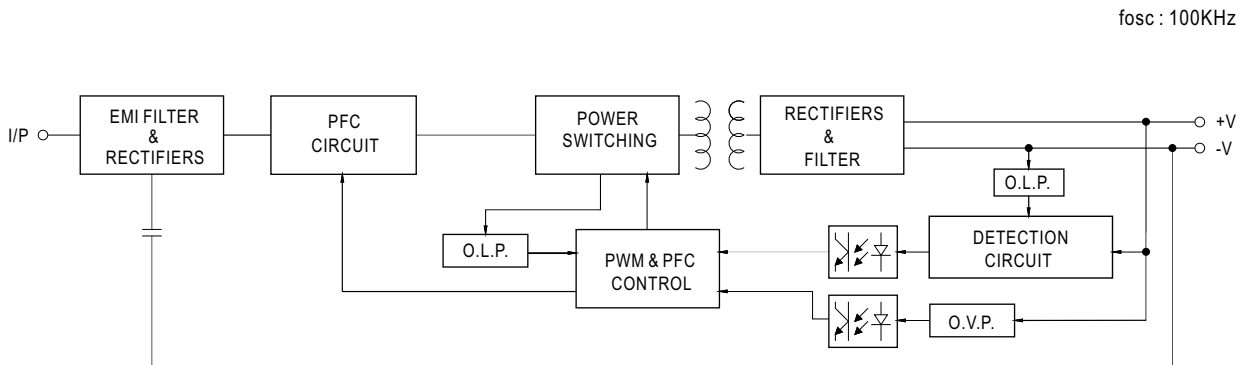 fosc : 100KHz
I/P
EMI FILTER
&
RECTIFIERS
PFC
CIRCUIT
POWER
SWITCHING
RECTIFIERS
&
FILTER
+V
-V
O.L.P.
O.L.P.
PWM & PFC
CONTROL
DETECTION
CIRCUIT
O.V.P.